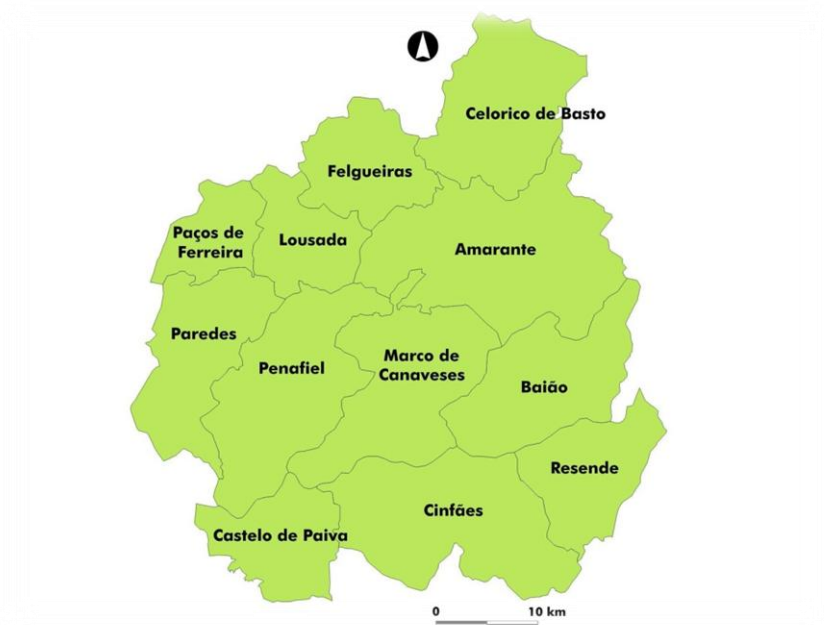 Celorico de Basto
Felgueiras
Paços de
Ferreira
Lousada
Amarante
Paredes
Penafiel
Marco de
Canaveses
Baião
Resende
Cinfães
Castelo de Paiva
0 10 km